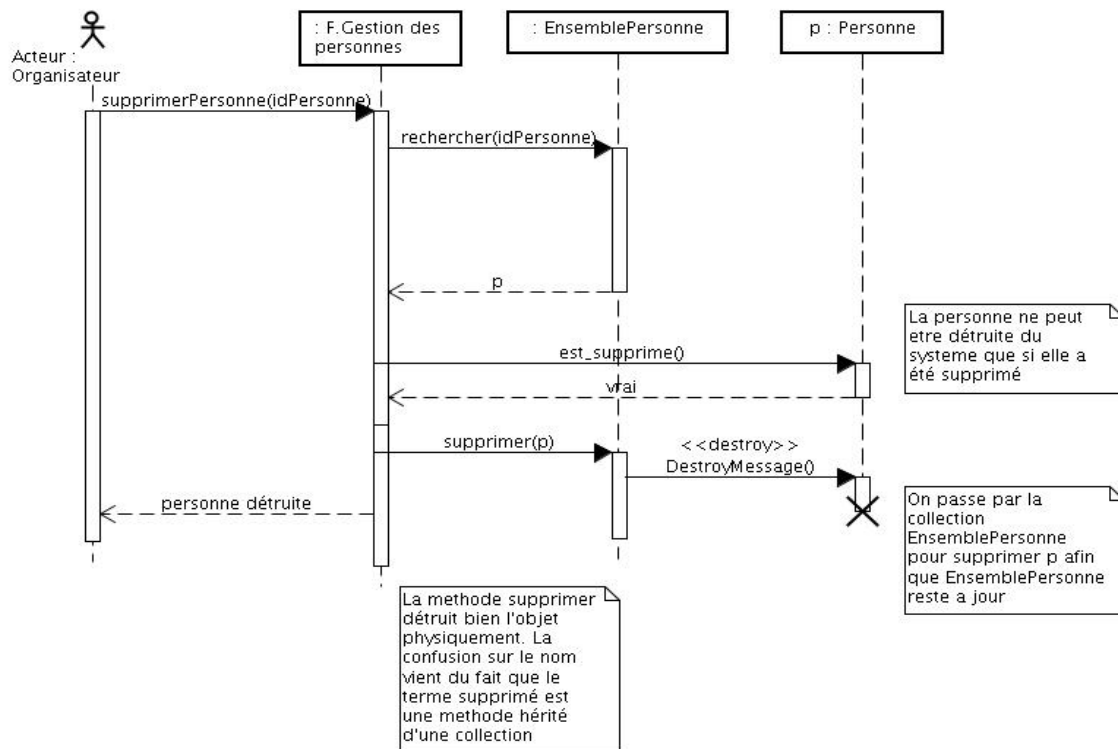 : F.Gestion des
personnes
: EnsemblePersonne
p : Personne
Acteur :
Organisateur
supprimerPersonne(idPersonne)
rechercher(idPersonne)
p
est_supprime()
vrai
La personne ne peut
etre détruite du
systeme que si elle a
été supprimé
supprimer(p)
<<destroy>>
DestroyMessage()
personne détruite
On passe par la
collection
EnsemblePersonne
pour supprimer p afin
que EnsemblePersonne
reste a jour
La methode supprimer
détruit bien l'objet
physiquement. La
confusion sur le nom
vient du fait que le
terme supprimé est
une methode hérité
d'une collection